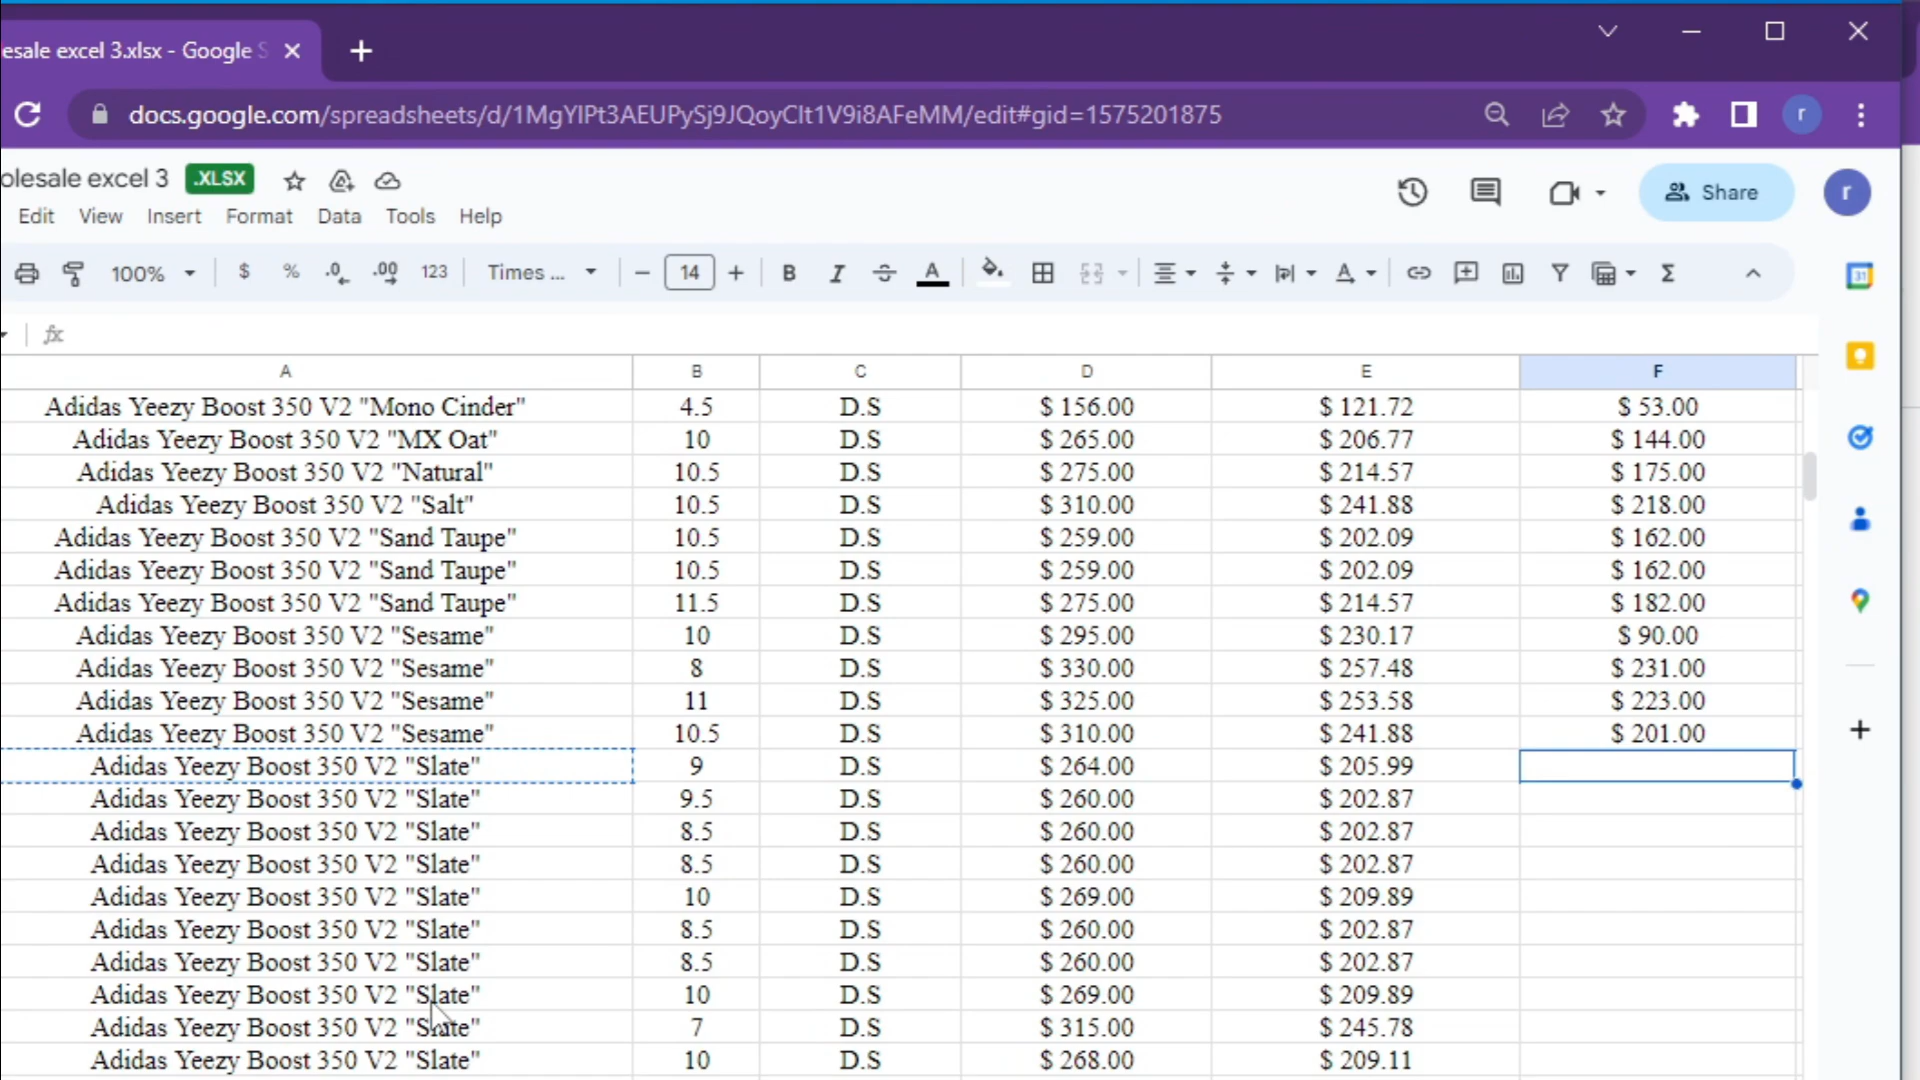 esale excel 3.xlsx - Google S
docs.google.com/spreadsheets/d/1MgYlPt3AEUPySj9JQoyClt1V9i8AFeMM/edit#gid=1575201875
r
olesale excel 3 .XLSX
Share
r
Edit View Insert Format Data Tools Help
100% $ % .0 .00 123 Times ... 14 B I A
31
fx
A B C D E F
Adidas Yeezy Boost 350 V2 "Mono Cinder" 4.5 D.S $ 156.00 $ 121.72 $ 53.00
Adidas Yeezy Boost 350 V2 "MX Oat" 10 D.S $ 265.00 $ 206.77 $ 144.00
Adidas Yeezy Boost 350 V2 "Natural" 10.5 D.S $ 275.00 $ 214.57 $ 175.00
Adidas Yeezy Boost 350 V2 "Salt" 10.5 D.S $ 310.00 $ 241.88 $ 218.00
Adidas Yeezy Boost 350 V2 "Sand Taupe" 10.5 D.S $ 259.00 $ 202.09 $ 162.00
Adidas Yeezy Boost 350 V2 "Sand Taupe" 10.5 D.S $ 259.00 $ 202.09 $ 162.00
Adidas Yeezy Boost 350 V2 "Sand Taupe" 11.5 D.S $ 275.00 $ 214.57 $ 182.00
Adidas Yeezy Boost 350 V2 "Sesame" 10 D.S $ 295.00 $ 230.17 $ 90.00
Adidas Yeezy Boost 350 V2 "Sesame" 8 D.S $ 330.00 $ 257.48 $ 231.00
Adidas Yeezy Boost 350 V2 "Sesame" 11 D.S $ 325.00 $ 253.58 $ 223.00
Adidas Yeezy Boost 350 V2 "Sesame" 10.5 D.S $ 310.00 $ 241.88 $ 201.00
Adidas Yeezy Boost 350 V2 "Slate" 9 D.S $ 264.00 $ 205.99
Adidas Yeezy Boost 350 V2 "Slate" 9.5 D.S $ 260.00 $ 202.87
Adidas Yeezy Boost 350 V2 "Slate" 8.5 D.S $ 260.00 $ 202.87
Adidas Yeezy Boost 350 V2 "Slate" 8.5 D.S $ 260.00 $ 202.87
Adidas Yeezy Boost 350 V2 "Slate" 10 D.S $ 269.00 $ 209.89
Adidas Yeezy Boost 350 V2 "Slate" 8.5 D.S $ 260.00 $ 202.87
Adidas Yeezy Boost 350 V2 "Slate" 8.5 D.S $ 260.00 $ 202.87
Adidas Yeezy Boost 350 V2 "Slate" 10 D.S $ 269.00 $ 209.89
Adidas Yeezy Boost 350 V2 "Slate" 7 D.S $ 315.00 $ 245.78
Adidas Yeezy Boost 350 V2 "Slate" 10 D.S $ 268.00 $ 209.11